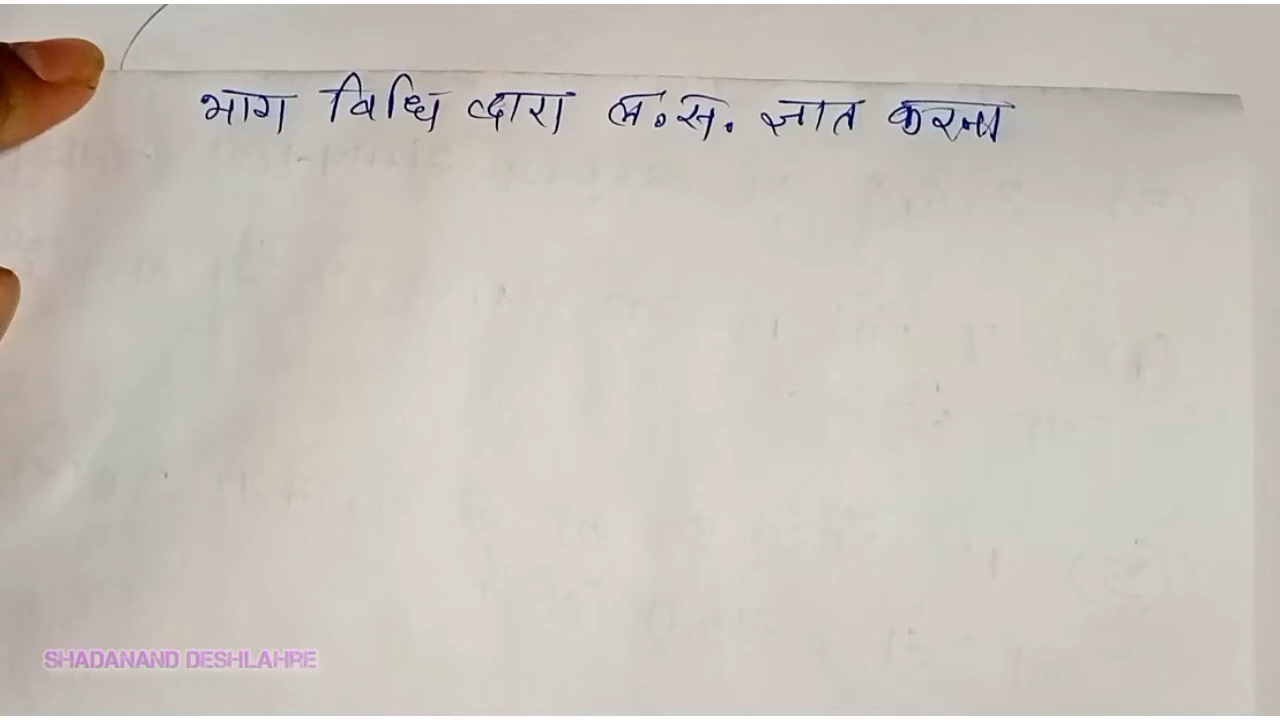 भाग विधि द्वारा ल.स. ज्ञात करना
SHADANAND DESHLAHRE